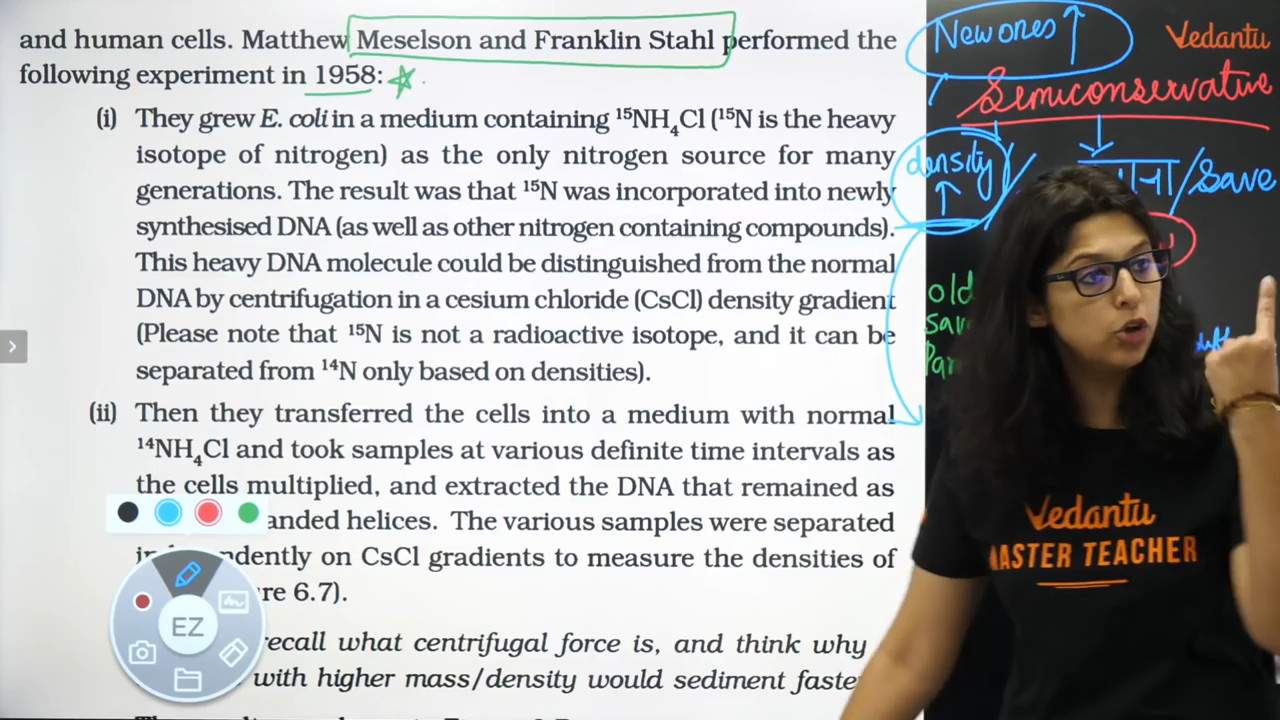 and human cells. Matthew Meselson and Franklin Stahl performed the
following experiment in 1958:
(i) They grew E. coli in a medium containing ¹⁵NH₄Cl (¹⁵N is the heavy
isotope of nitrogen) as the only nitrogen source for many
generations. The result was that ¹⁵N was incorporated into newly
synthesised DNA (as well as other nitrogen containing compounds).
This heavy DNA molecule could be distinguished from the normal
DNA by centrifugation in a cesium chloride (CsCl) density gradient
(Please note that ¹⁵N is not a radioactive isotope, and it can be
separated from ¹⁴N only based on densities).
(ii) Then they transferred the cells into a medium with normal
¹⁴NH₄Cl and took samples at various definite time intervals as
the cells multiplied, and extracted the DNA that remained as
helices. The various samples were separated
on CsCl gradients to measure the densities of
6.7).
recall what centrifugal force is, and think why
with higher mass/density would sediment faster
EZ
New ones ↑
Vedantu
Semiconservative
density ↑
/ Save
old
Vedantu
MASTER TEACHER